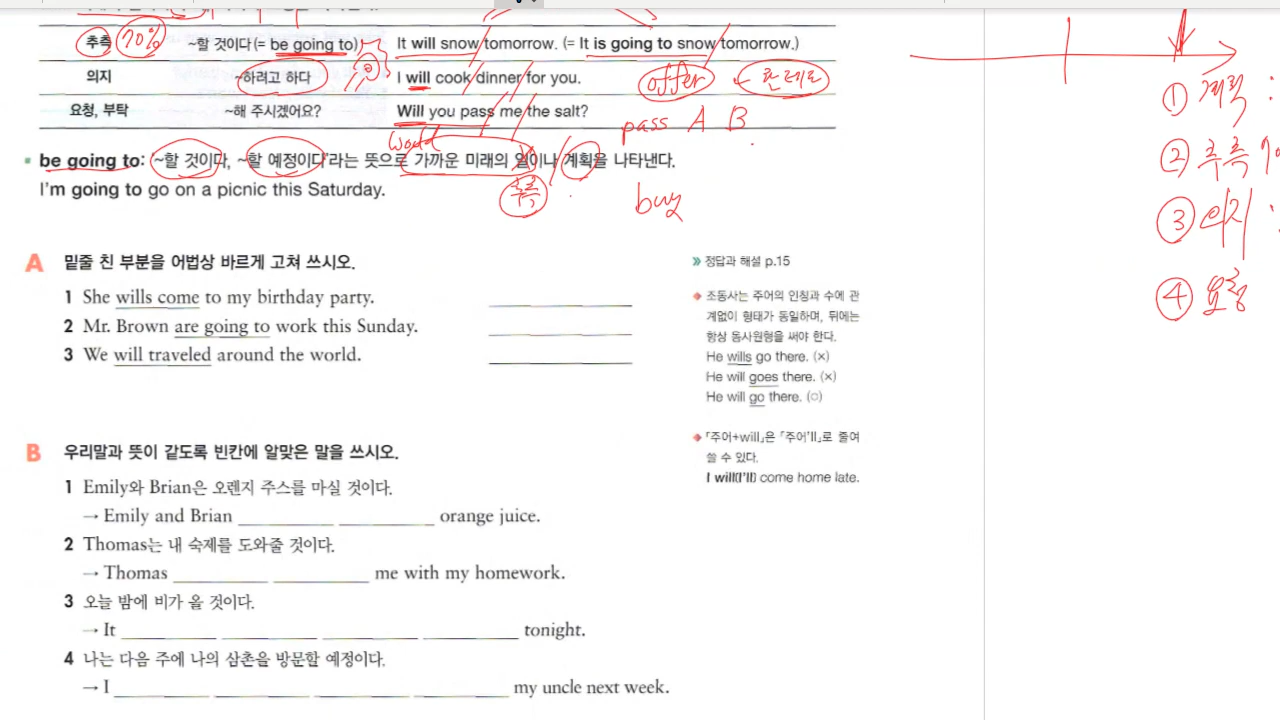 추측 70% ~할 것이다(= be going to) It will snow tomorrow. (= It is going to snow tomorrow.)
의지 ~하려고 하다 I will cook dinner for you. offer
요청, 부탁 ~해 주시겠어요? Will you pass me the salt?
pass A B
would
be going to: ~할 것이다, ~할 예정이다'라는 뜻으로 가까운 미래의 일이나 계획을 나타낸다.
추측
I'm going to go on a picnic this Saturday.
buy
① 계획 :
② 추측
③ 의지 :
④ 요청
A 밑줄 친 부분을 어법상 바르게 고쳐 쓰시오.
1 She wills come to my birthday party.
2 Mr. Brown are going to work this Sunday.
3 We will traveled around the world.
» 정답과 해설 p.15
조동사는 주어의 인칭과 수에 관
계없이 형태가 동일하며, 뒤에는
항상 동사원형을 써야 한다.
He wills go there. (×)
He will goes there. (×)
He will go there. (○)
「주어+will」은 「주어'll」로 줄여
쓸 수 있다.
I will(I'll) come home late.
B 우리말과 뜻이 같도록 빈칸에 알맞은 말을 쓰시오.
1 Emily와 Brian은 오렌지 주스를 마실 것이다.
→ Emily and Brian ________ ________ orange juice.
2 Thomas는 내 숙제를 도와줄 것이다.
→ Thomas ________ ________ me with my homework.
3 오늘 밤에 비가 올 것이다.
→ It ________ ________ ________ ________ tonight.
4 나는 다음 주에 나의 삼촌을 방문할 예정이다.
→ I ________ ________ ________ ________ my uncle next week.